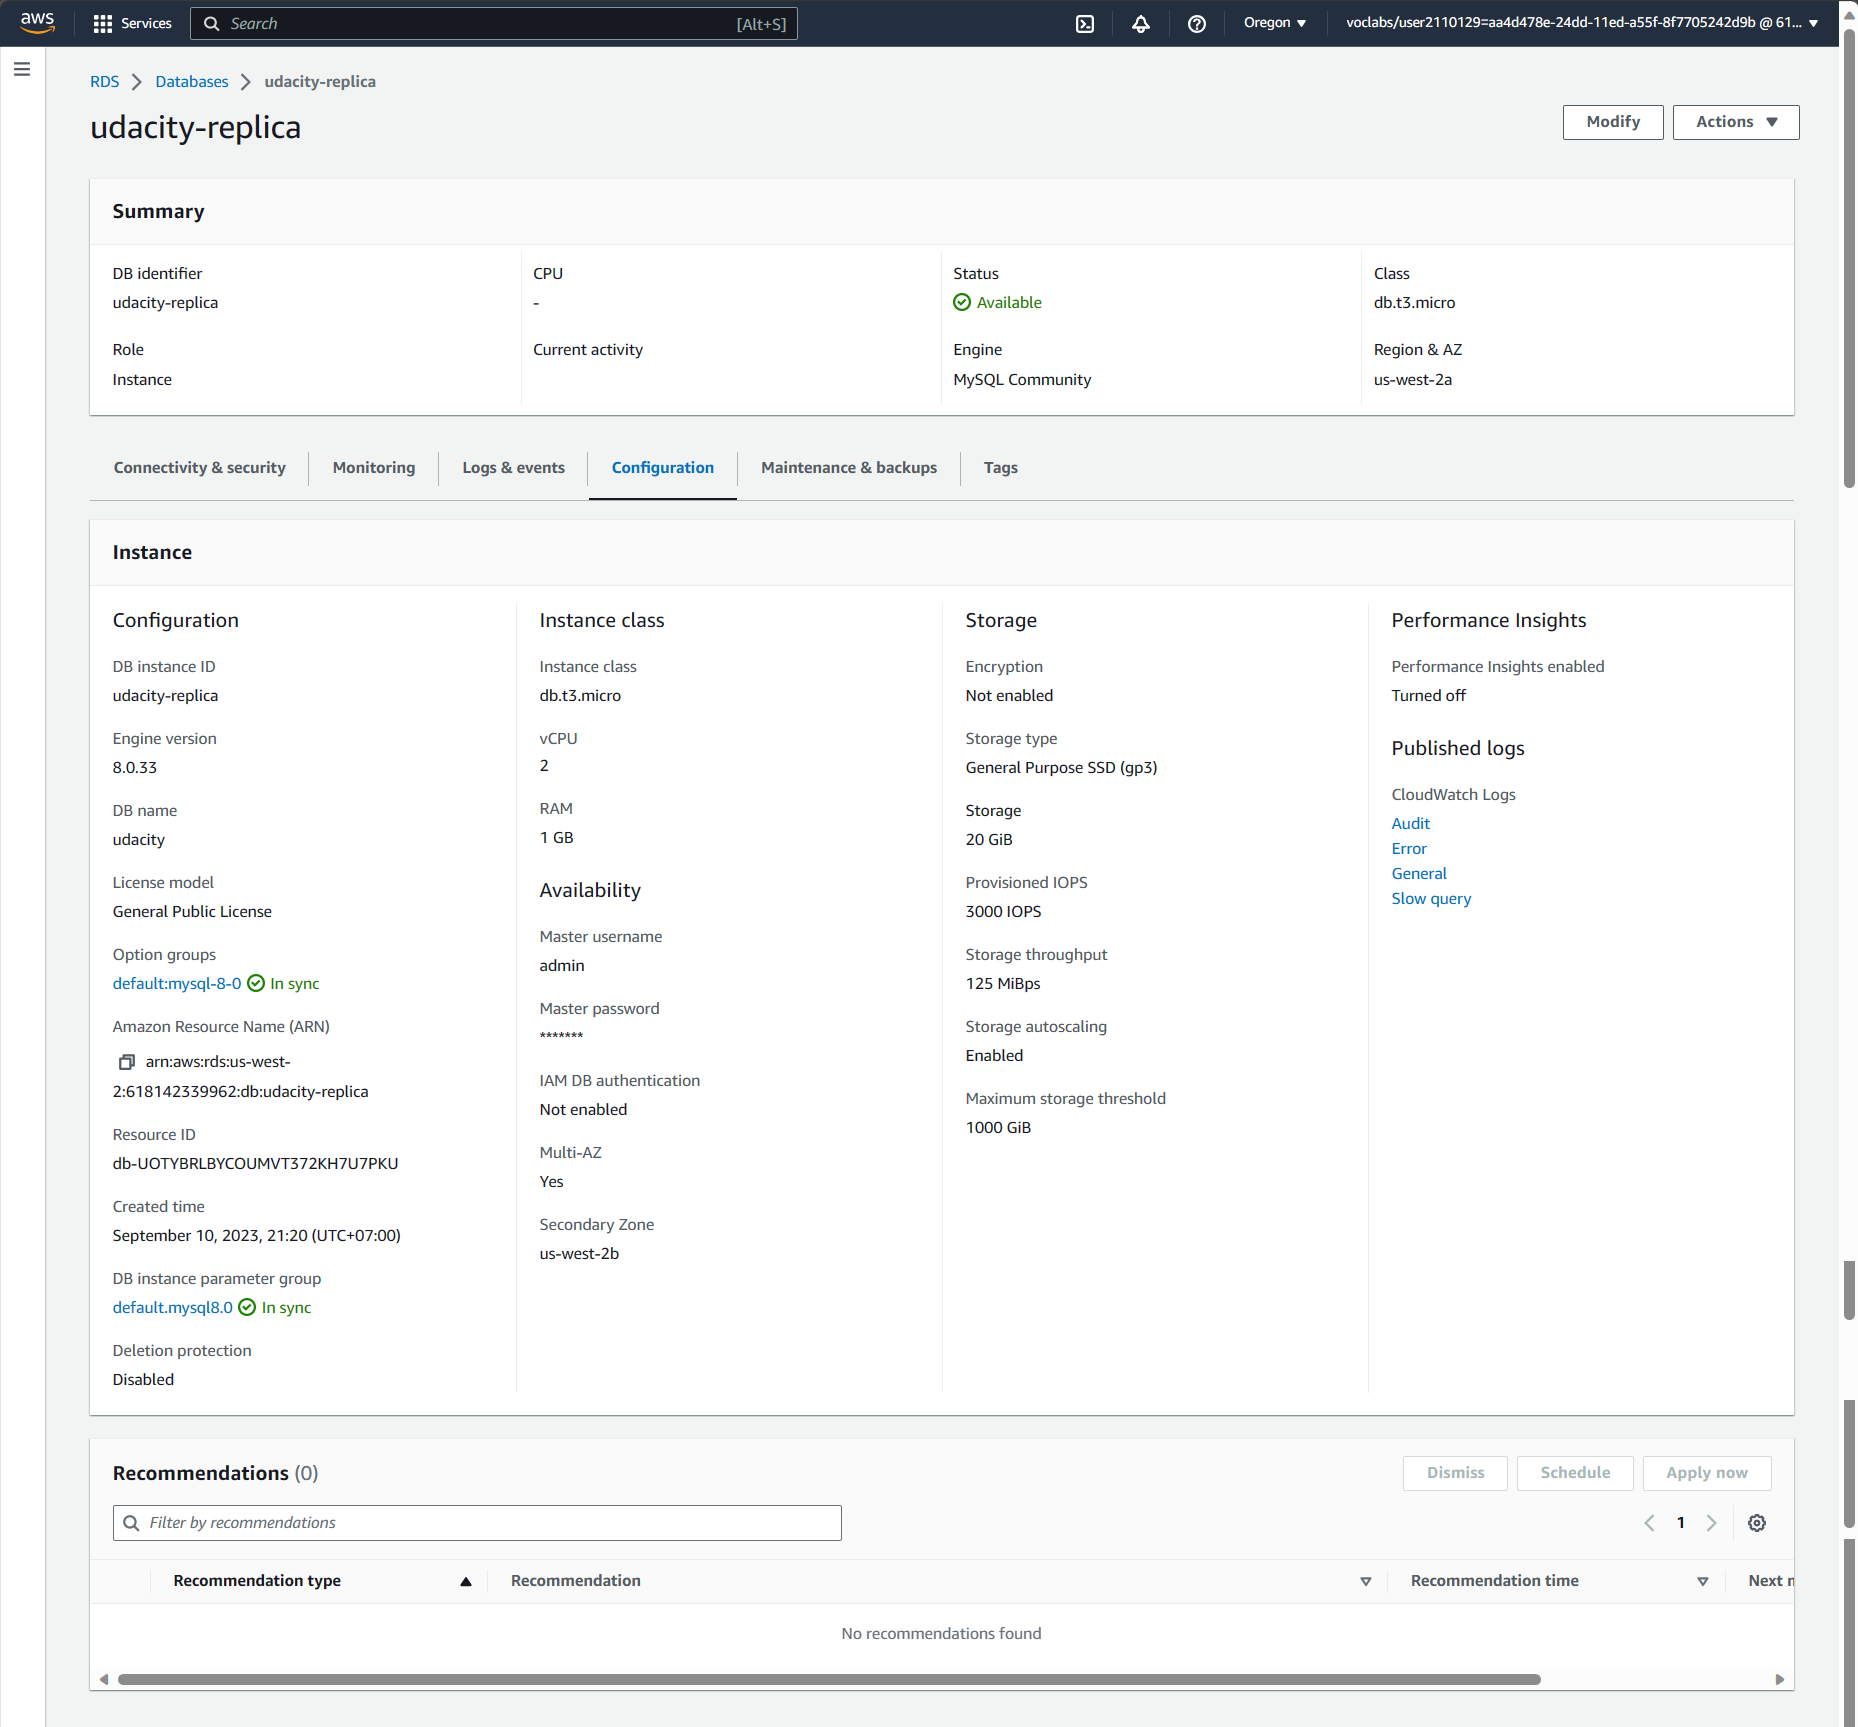 aws
Services
Search
[Alt+S]
Oregon
voclabs/user2110129=aa4d478e-24dd-11ed-a55f-8f7705242d9b @ 61...
RDS
Databases
udacity-replica
udacity-replica
Modify
Actions
Summary
DB identifier
udacity-replica
CPU
-
Status
Available
Class
db.t3.micro
Role
Instance
Current activity
Engine
MySQL Community
Region & AZ
us-west-2a
Connectivity & security
Monitoring
Logs & events
Configuration
Maintenance & backups
Tags
Instance
Configuration
DB instance ID
udacity-replica
Engine version
8.0.33
DB name
udacity
License model
General Public License
Option groups
default:mysql-8-0 In sync
Amazon Resource Name (ARN)
arn:aws:rds:us-west-
2:618142339962:db:udacity-replica
Resource ID
db-UOTYBRLBYCOUMVT372KH7U7PKU
Created time
September 10, 2023, 21:20 (UTC+07:00)
DB instance parameter group
default.mysql8.0 In sync
Deletion protection
Disabled
Instance class
Instance class
db.t3.micro
vCPU
2
RAM
1 GB
Availability
Master username
admin
Master password
*******
IAM DB authentication
Not enabled
Multi-AZ
Yes
Secondary Zone
us-west-2b
Storage
Encryption
Not enabled
Storage type
General Purpose SSD (gp3)
Storage
20 GiB
Provisioned IOPS
3000 IOPS
Storage throughput
125 MiBps
Storage autoscaling
Enabled
Maximum storage threshold
1000 GiB
Performance Insights
Performance Insights enabled
Turned off
Published logs
CloudWatch Logs
Audit
Error
General
Slow query
Recommendations (0)
Dismiss
Schedule
Apply now
Filter by recommendations
1
Recommendation type
Recommendation
Recommendation time
Next
No recommendations found